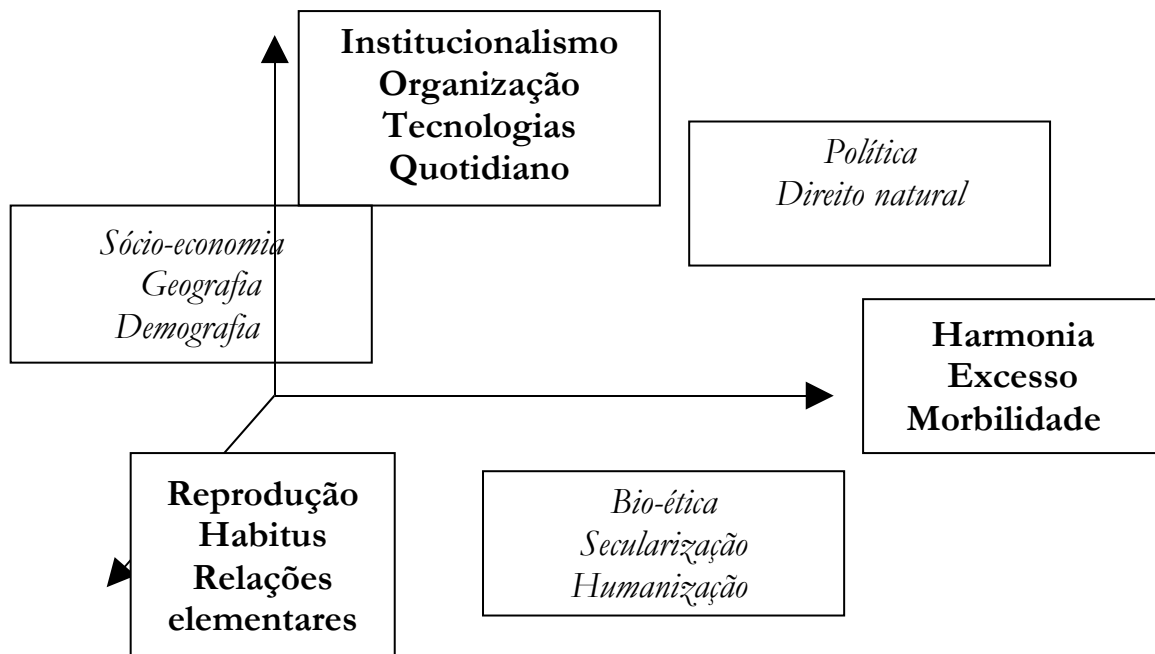 Institucionalismo
Organização
Tecnologias
Quotidiano
Política
Direito natural
Sócio-economia
Geografia
Demografia
Harmonia
Excesso
Morbilidade
Reprodução
Habitus
Relações
elementares
Bio-ética
Secularização
Humanização